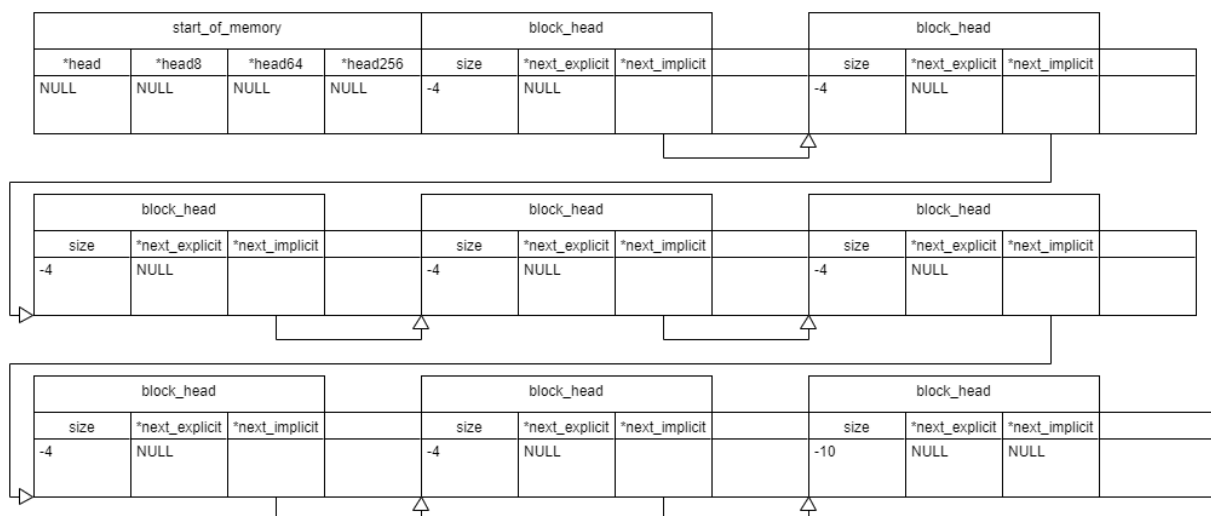 start_of_memory block_head block_head
*head *head8 *head64 *head256 size *next_explicit *next_implicit size *next_explicit *next_implicit
NULL NULL NULL NULL -4 NULL -4 NULL
block_head block_head block_head
size *next_explicit *next_implicit size *next_explicit *next_implicit size *next_explicit *next_implicit
-4 NULL -4 NULL -4 NULL
block_head block_head block_head
size *next_explicit *next_implicit size *next_explicit *next_implicit size *next_explicit *next_implicit
-4 NULL -4 NULL -10 NULL NULL